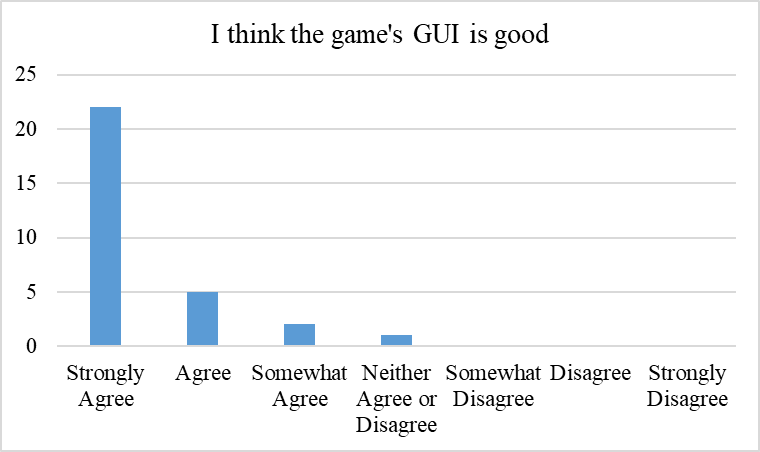 I think the game's GUI is good
25
20
15
10
5
0
Strongly Agree
Agree
Somewhat Agree
Neither Agree or Disagree
Somewhat Disagree
Disagree
Strongly Disagree